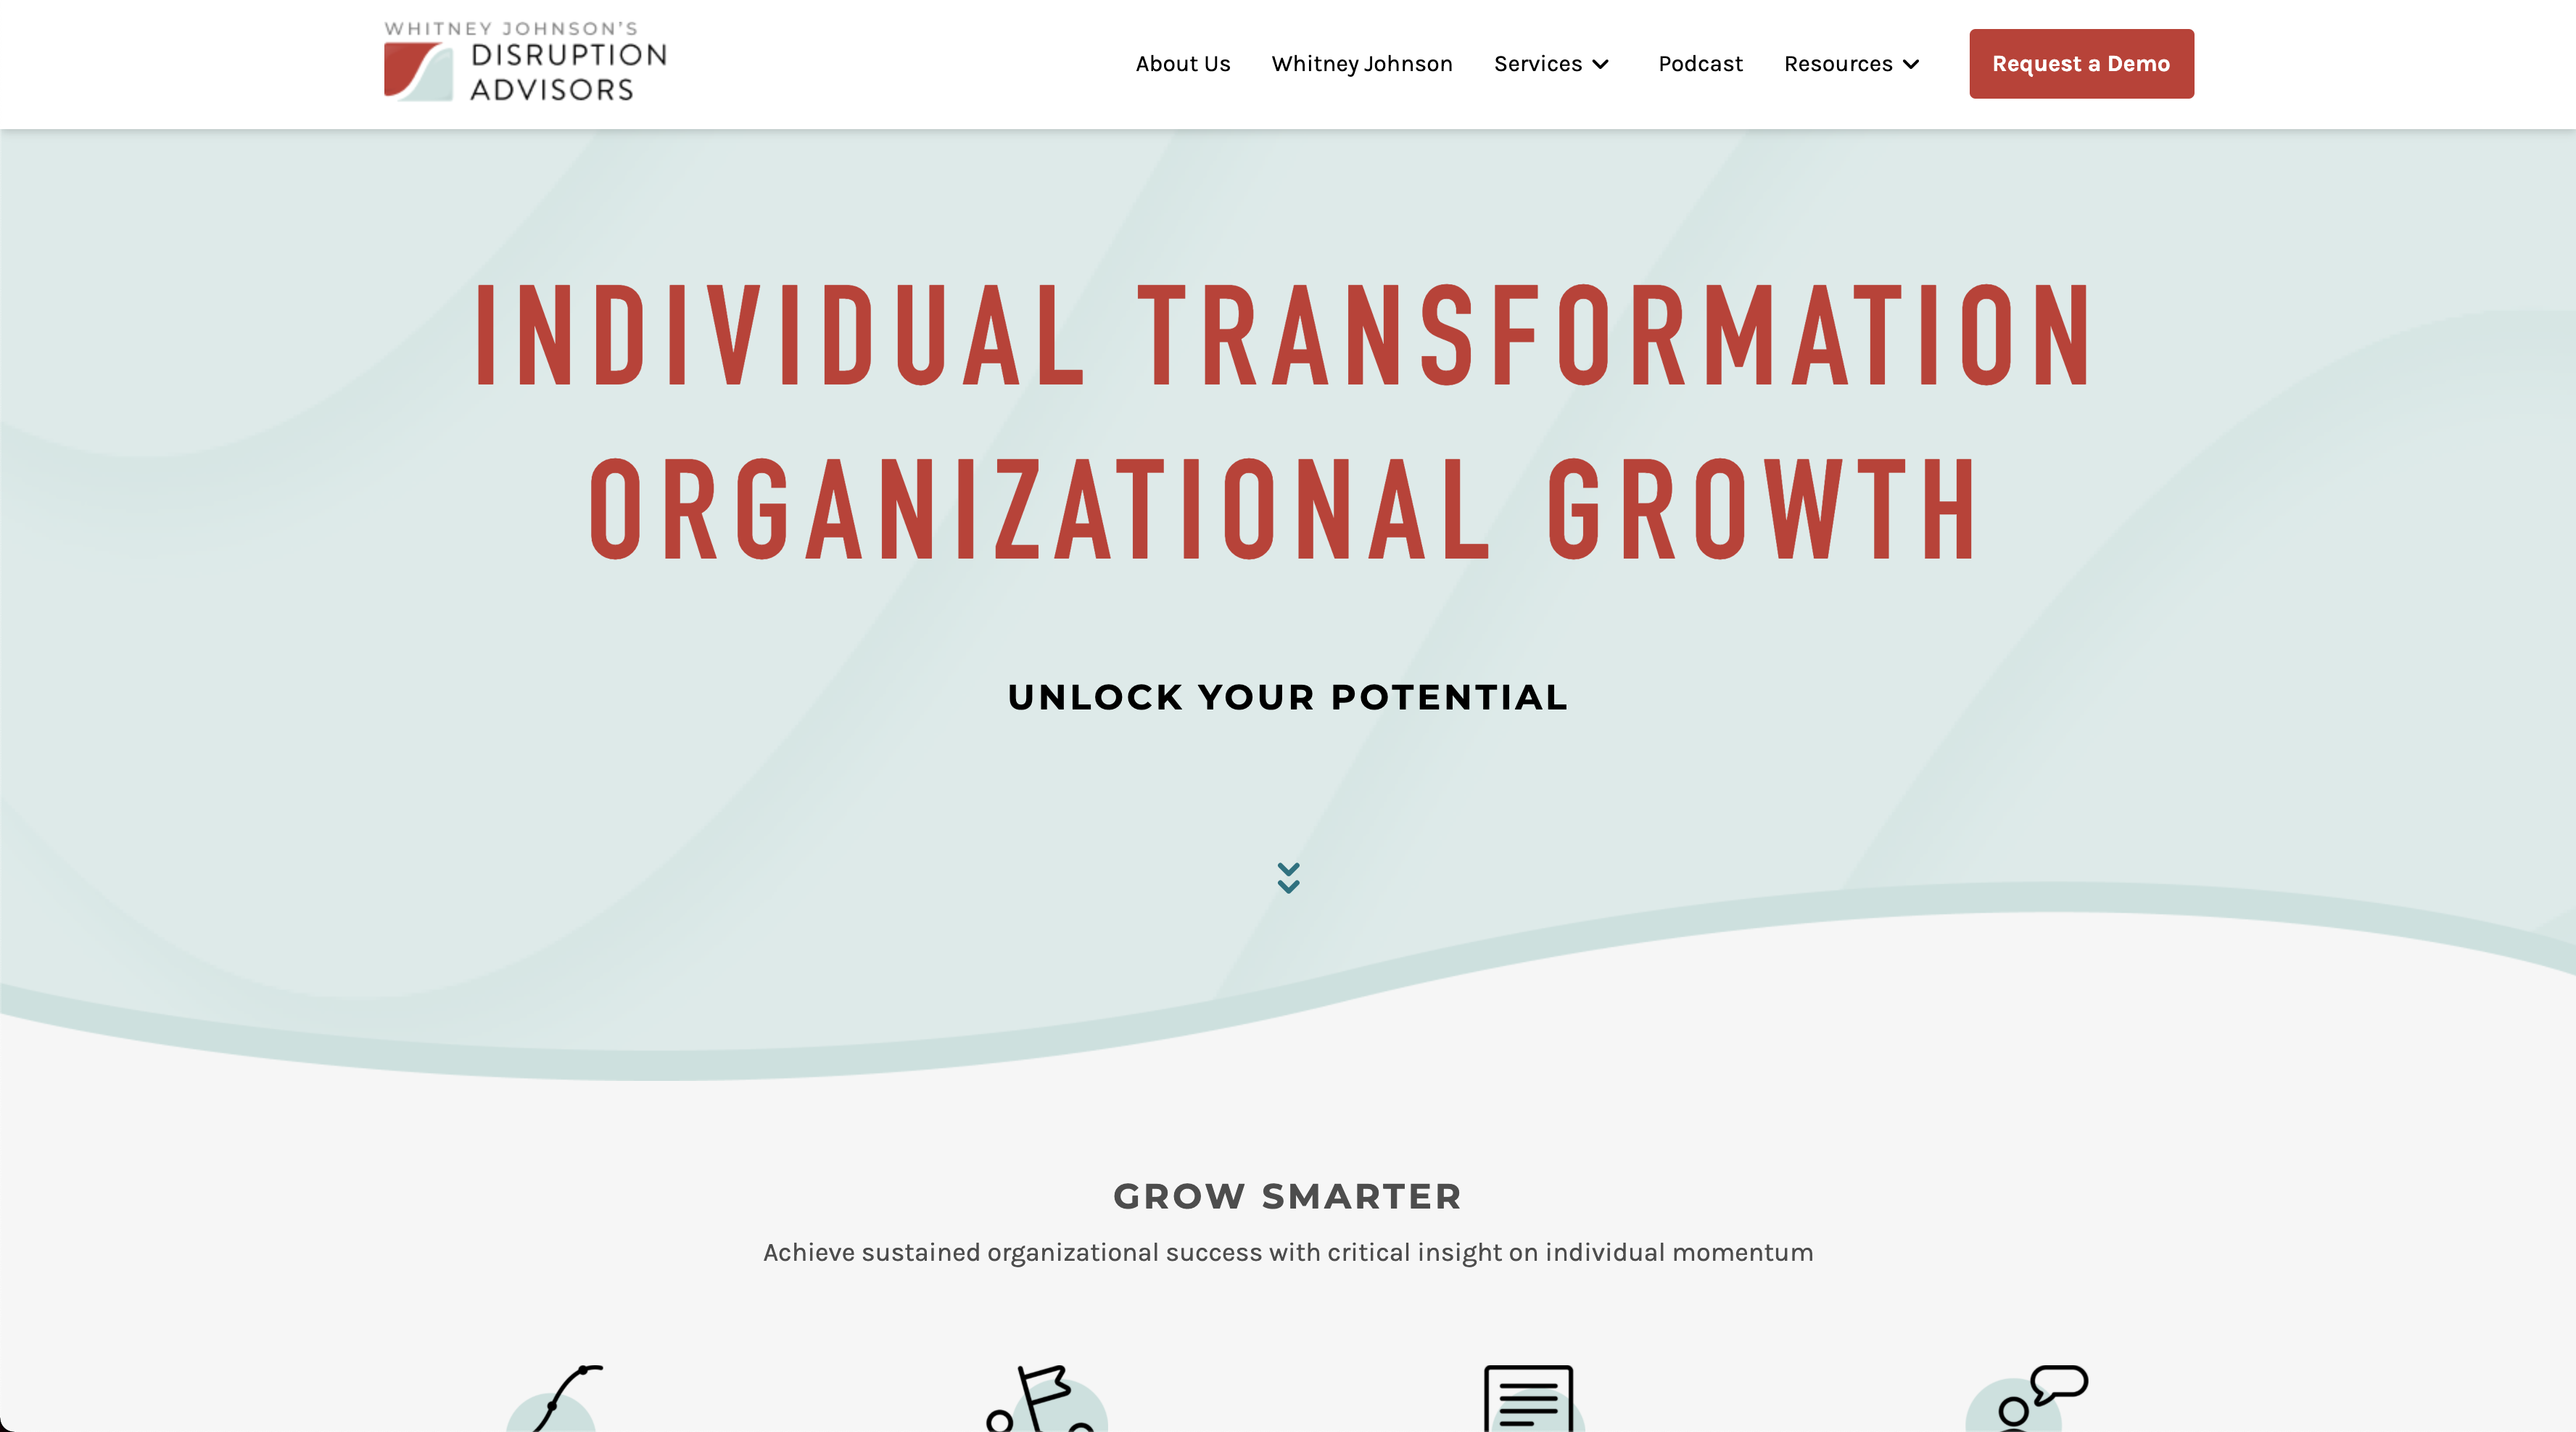 WHITNEY JOHNSON'S
DISRUPTION
ADVISORS
About Us Whitney Johnson Services Podcast Resources Request a Demo
INDIVIDUAL TRANSFORMATION
ORGANIZATIONAL GROWTH
UNLOCK YOUR POTENTIAL
GROW SMARTER
Achieve sustained organizational success with critical insight on individual momentum